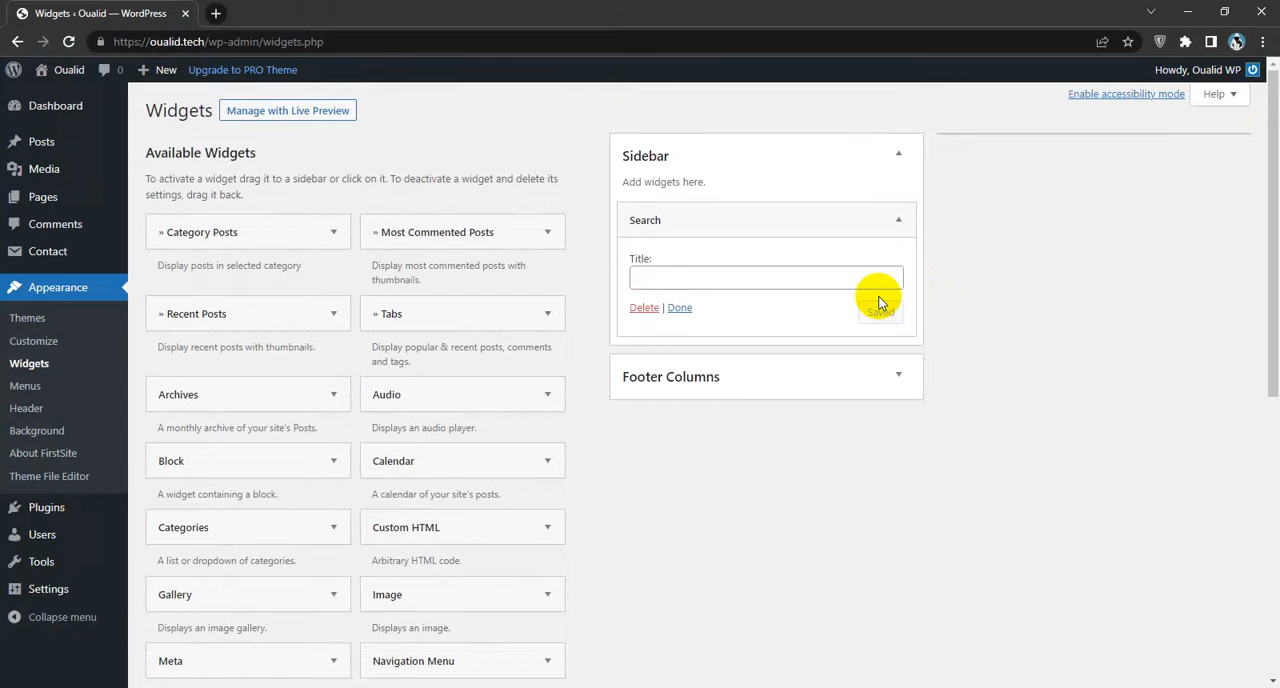 Widgets ‹ Oualid — WordPress
https://oualid.tech/wp-admin/widgets.php
Oualid
0
New
Upgrade to PRO Theme
Howdy, Oualid WP
Dashboard
Posts
Media
Pages
Comments
Contact
Appearance
Themes
Customize
Widgets
Menus
Header
Background
About FirstSite
Theme File Editor
Plugins
Users
Tools
Settings
Collapse menu
Enable accessibility mode
Help
Widgets
Manage with Live Preview
Available Widgets
To activate a widget drag it to a sidebar or click on it. To deactivate a widget and delete its
settings, drag it back.
» Category Posts
Display posts in selected category
» Most Commented Posts
Display most commented posts with
thumbnails.
» Recent Posts
Display recent posts with thumbnails.
» Tabs
Display popular & recent posts, comments
and tags.
Archives
A monthly archive of your site's Posts.
Audio
Displays an audio player.
Block
A widget containing a block.
Calendar
A calendar of your site's posts.
Categories
A list or dropdown of categories.
Custom HTML
Arbitrary HTML code.
Gallery
Displays an image gallery.
Image
Displays an image.
Meta
Navigation Menu
Sidebar
Add widgets here.
Search
Title:
Delete | Done
Saved
Footer Columns